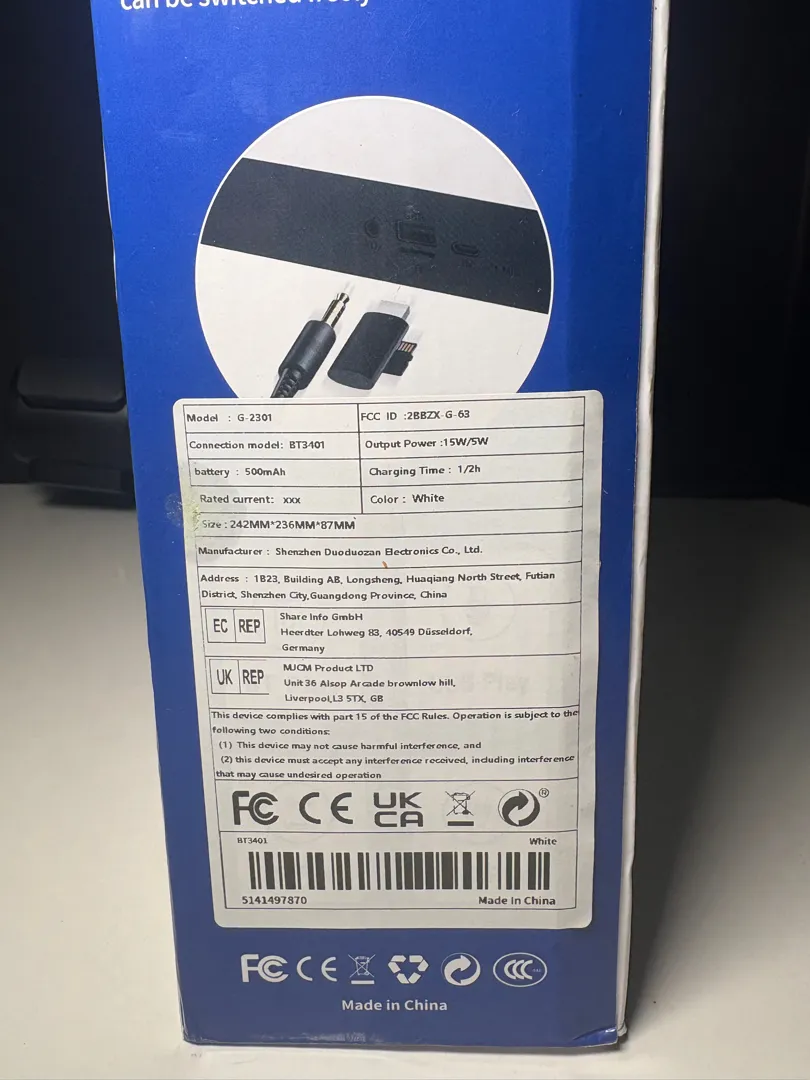 can be switched freely
Model : G-2301
FCC ID :2BBZX-G-63
Connection model: BT3401
Output Power :15W/5W
battery : 500mAh
Charging Time : 1/2h
Rated current: xxx
Color : White
Size : 242MM*236MM*87MM
Manufacturer : Shenzhen Duoduozan Electronics Co., Ltd.
Address : 1B23, Building AB, Longsheng, Huaqiang North Street, Futian
District, Shenzhen City,Guangdong Province, China
EC REP
Share Info GmbH
Heerdter Lohweg 83, 40549 Düsseldorf,
Germany
UK REP
MJCM Product LTD
Unit 36 Alsop Arcade brownlow hill,
Liverpool,L3 5TX, GB
This device complies with part 15 of the FCC Rules. Operation is subject to the
following two conditions:
(1) This device may not cause harmful interference, and
(2) this device must accept any interference received, including interference
that may cause undesired operation
FC CE UK CA ®
BT3401
White
5141497870
Made In China
FC CE CCC
Made in China